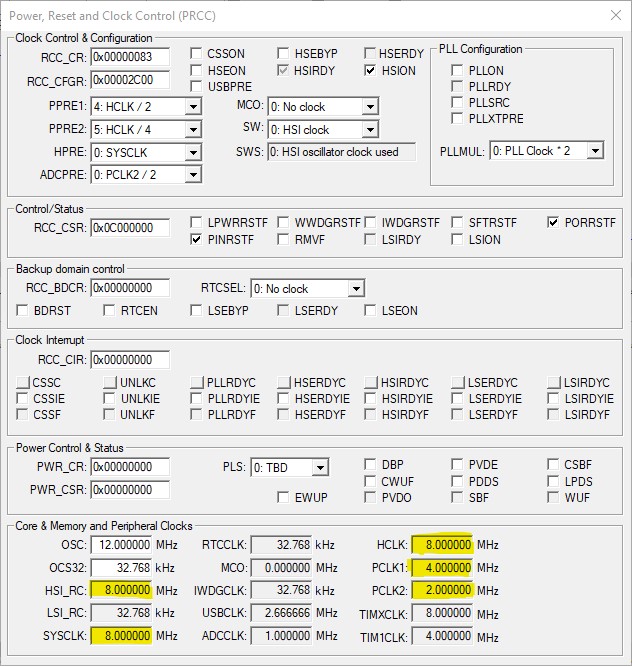 Power, Reset and Clock Control (PRCC)
Clock Control & Configuration
RCC_CR: 0x00000083 CSSON HSEBYP HSERDY
HSEON HSIRDY HSION
RCC_CFGR: 0x00002C00 USBPRE
PPRE1: 4: HCLK / 2 MCO: 0: No clock
PPRE2: 5: HCLK / 4 SW: 0: HSI clock
HPRE: 0: SYSCLK SWS: 0: HSI oscillator clock used
ADCPRE: 0: PCLK2 / 2
PLL Configuration
PLLON
PLLRDY
PLLSRC
PLLXTPRE
PLLMUL: 0: PLL Clock * 2
Control/Status
RCC_CSR: 0x0C000000 LPWRRSTF WWDGRSTF IWDGRSTF SFTRSTF PORRSTF
PINRSTF RMVF LSIRDY LSION
Backup domain control
RCC_BDCR: 0x00000000 RTCSEL: 0: No clock
BDRST RTCEN LSEBYP LSERDY LSEON
Clock Interrupt
RCC_CIR: 0x00000000
CSSC UNLKC PLLRDYC HSERDYC HSIRDYC LSERDYC LSIRDYC
CSSIE UNLKIE PLLRDYIE HSERDYIE HSIRDYIE LSERDYIE LSIRDYIE
CSSF UNLKF PLLRDYF HSERDYF HSIRDYF LSERDYF LSIRDYF
Power Control & Status
PWR_CR: 0x00000000 PLS: 0: TBD DBP PVDE CSBF
CWUF PDDS LPDS
PWR_CSR: 0x00000000 EWUP PVDO SBF WUF
Core & Memory and Peripheral Clocks
OSC: 12.000000 MHz RTCCLK: 32.768 kHz HCLK: 8.000000 MHz
OCS32: 32.768 kHz MCO: 0.000000 MHz PCLK1: 4.000000 MHz
HSI_RC: 8.000000 MHz IWDGCLK: 32.768 kHz PCLK2: 2.000000 MHz
LSI_RC: 32.768 kHz USBCLK: 2.666666 MHz TIMXCLK: 8.000000 MHz
SYSCLK: 8.000000 MHz ADCCLK: 1.000000 MHz TIM1CLK: 4.000000 MHz